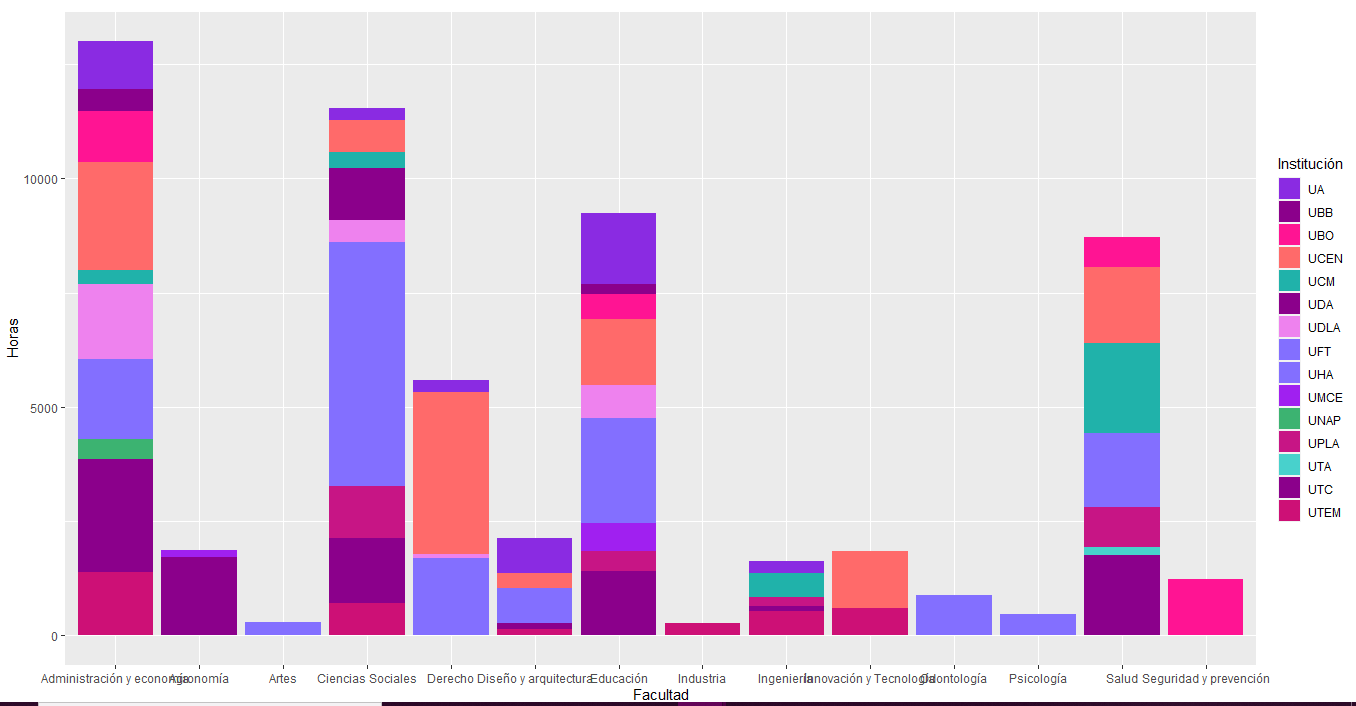 10000
5000
0
Horas
Administración y economía
Agronomía
Artes
Ciencias Sociales
Derecho
Diseño y arquitectura
Educación
Industria
Ingeniería
Innovación y Tecnología
Odontología
Psicología
Salud
Seguridad y prevención
Facultad
Institución
UA
UBB
UBO
UCEN
UCM
UDA
UDLA
UFT
UHA
UMCE
UNAP
UPLA
UTA
UTC
UTEM